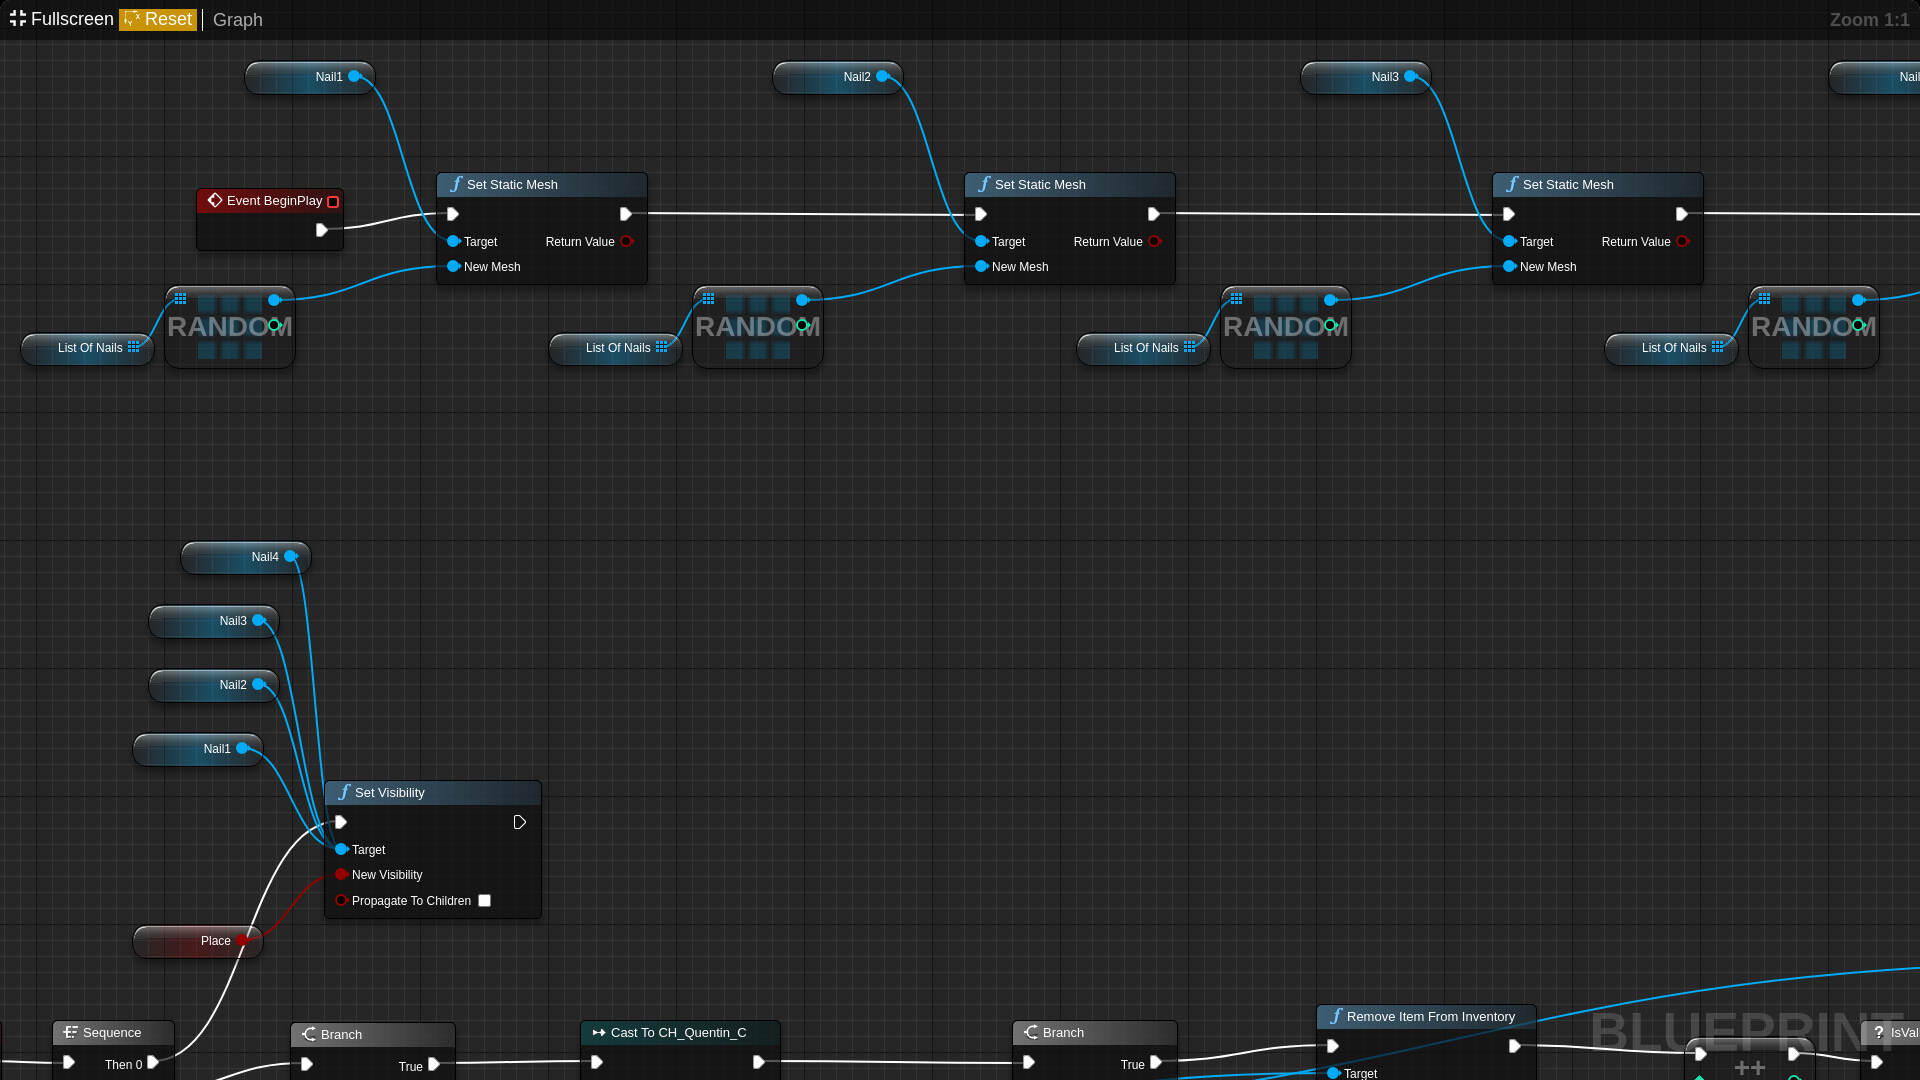 Fullscreen Reset Graph Zoom 1:1
Nail1 Nail2 Nail3 Nail
Set Static Mesh Set Static Mesh Set Static Mesh
Event BeginPlay
Target Return Value Target Return Value Target Return Value
New Mesh New Mesh New Mesh
RANDOM RANDOM RANDOM RANDOM
List Of Nails List Of Nails List Of Nails List Of Nails
Nail4
Nail3
Nail2
Nail1
Set Visibility
Target
New Visibility
Propagate To Children
Place
Remove Item From Inventory
BLUEPRINT
Sequence Branch Cast To CH_Quentin_C Branch ? IsVal
Then 0 True True
Target ++